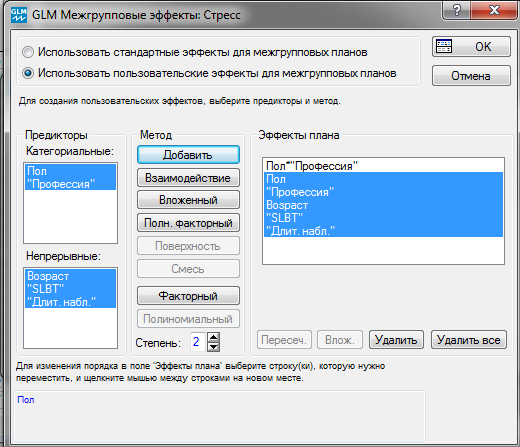 GLM Межгрупповые эффекты: Стресс
Использовать стандартные эффекты для межгрупповых планов
OK
Использовать пользовательские эффекты для межгрупповых планов
Отмена
Для создания пользовательских эффектов, выберите предикторы и метод.
Предикторы
Метод
Эффекты плана
Категориальные:
Добавить
Пол
Взаимодействие
"Профессия"
Вложенный
Полн. факторный
Поверхность
Смесь
Пол*"Профессия"
Пол
"Профессия"
Возраст
"SLBT"
"Длит. набл."
Непрерывные:
Возраст
"SLBT"
"Длит. набл."
Факторный
Полиномиальный
Степень: 2
Пересеч.
Влож.
Удалить
Удалить все
Для изменения порядка в поле 'Эффекты плана' выберите строку(ки), которую нужно
переместить, и щелкните мышью между строками на новом месте.
Пол